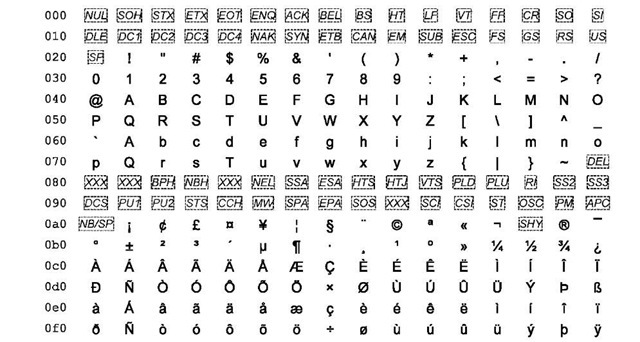 000 NUL SOH STX ETX EOT ENQ ACK BEL BS HT LF VT FF CR SO SI
010 DLE DC1 DC2 DC3 DC4 NAK SYN ETB CAN EM SUB ESC FS GS RS US
020 SP ! " # $ % & ' ( ) * + , - . /
030 0 1 2 3 4 5 6 7 8 9 : ; < = > ?
040 @ A B C D E F G H I J K L M N O
050 P Q R S T U V W X Y Z [ \ ] ^ _
060 ` A b c d e f g h i j k l m n o
070 p Q r s T u v w x y z { | } ~ DEL
080 XXX XXX BPH NBH XXX NEL SSA ESA HTS HTJ VTS PLD PLU RI SS2 SS3
090 DCS PU1 PU2 STS CCH MW SPA EPA SOS XXX SCI CSI ST OSC PM APC
0a0 NB/SP ¡ ¢ £ ¤ ¥ ¦ § ¨ © ª « ¬ SHY ® ¯
0b0 ° ± ² ³ ´ µ ¶ · ¸ ¹ º » ¼ ½ ¾ ¿
0c0 À Á Â Ã Ä Å Æ Ç È É Ê Ë Ì Í Î Ï
0d0 Ð Ñ Ò Ó Ô Õ Ö × Ø Ù Ú Û Ü Ý Þ ß
0e0 à Á â ã ä å æ ç è é ê ë ì í î ï
0f0 ð Ñ ò ó ô õ ö ÷ ø ù ú û ü ý þ ÿ